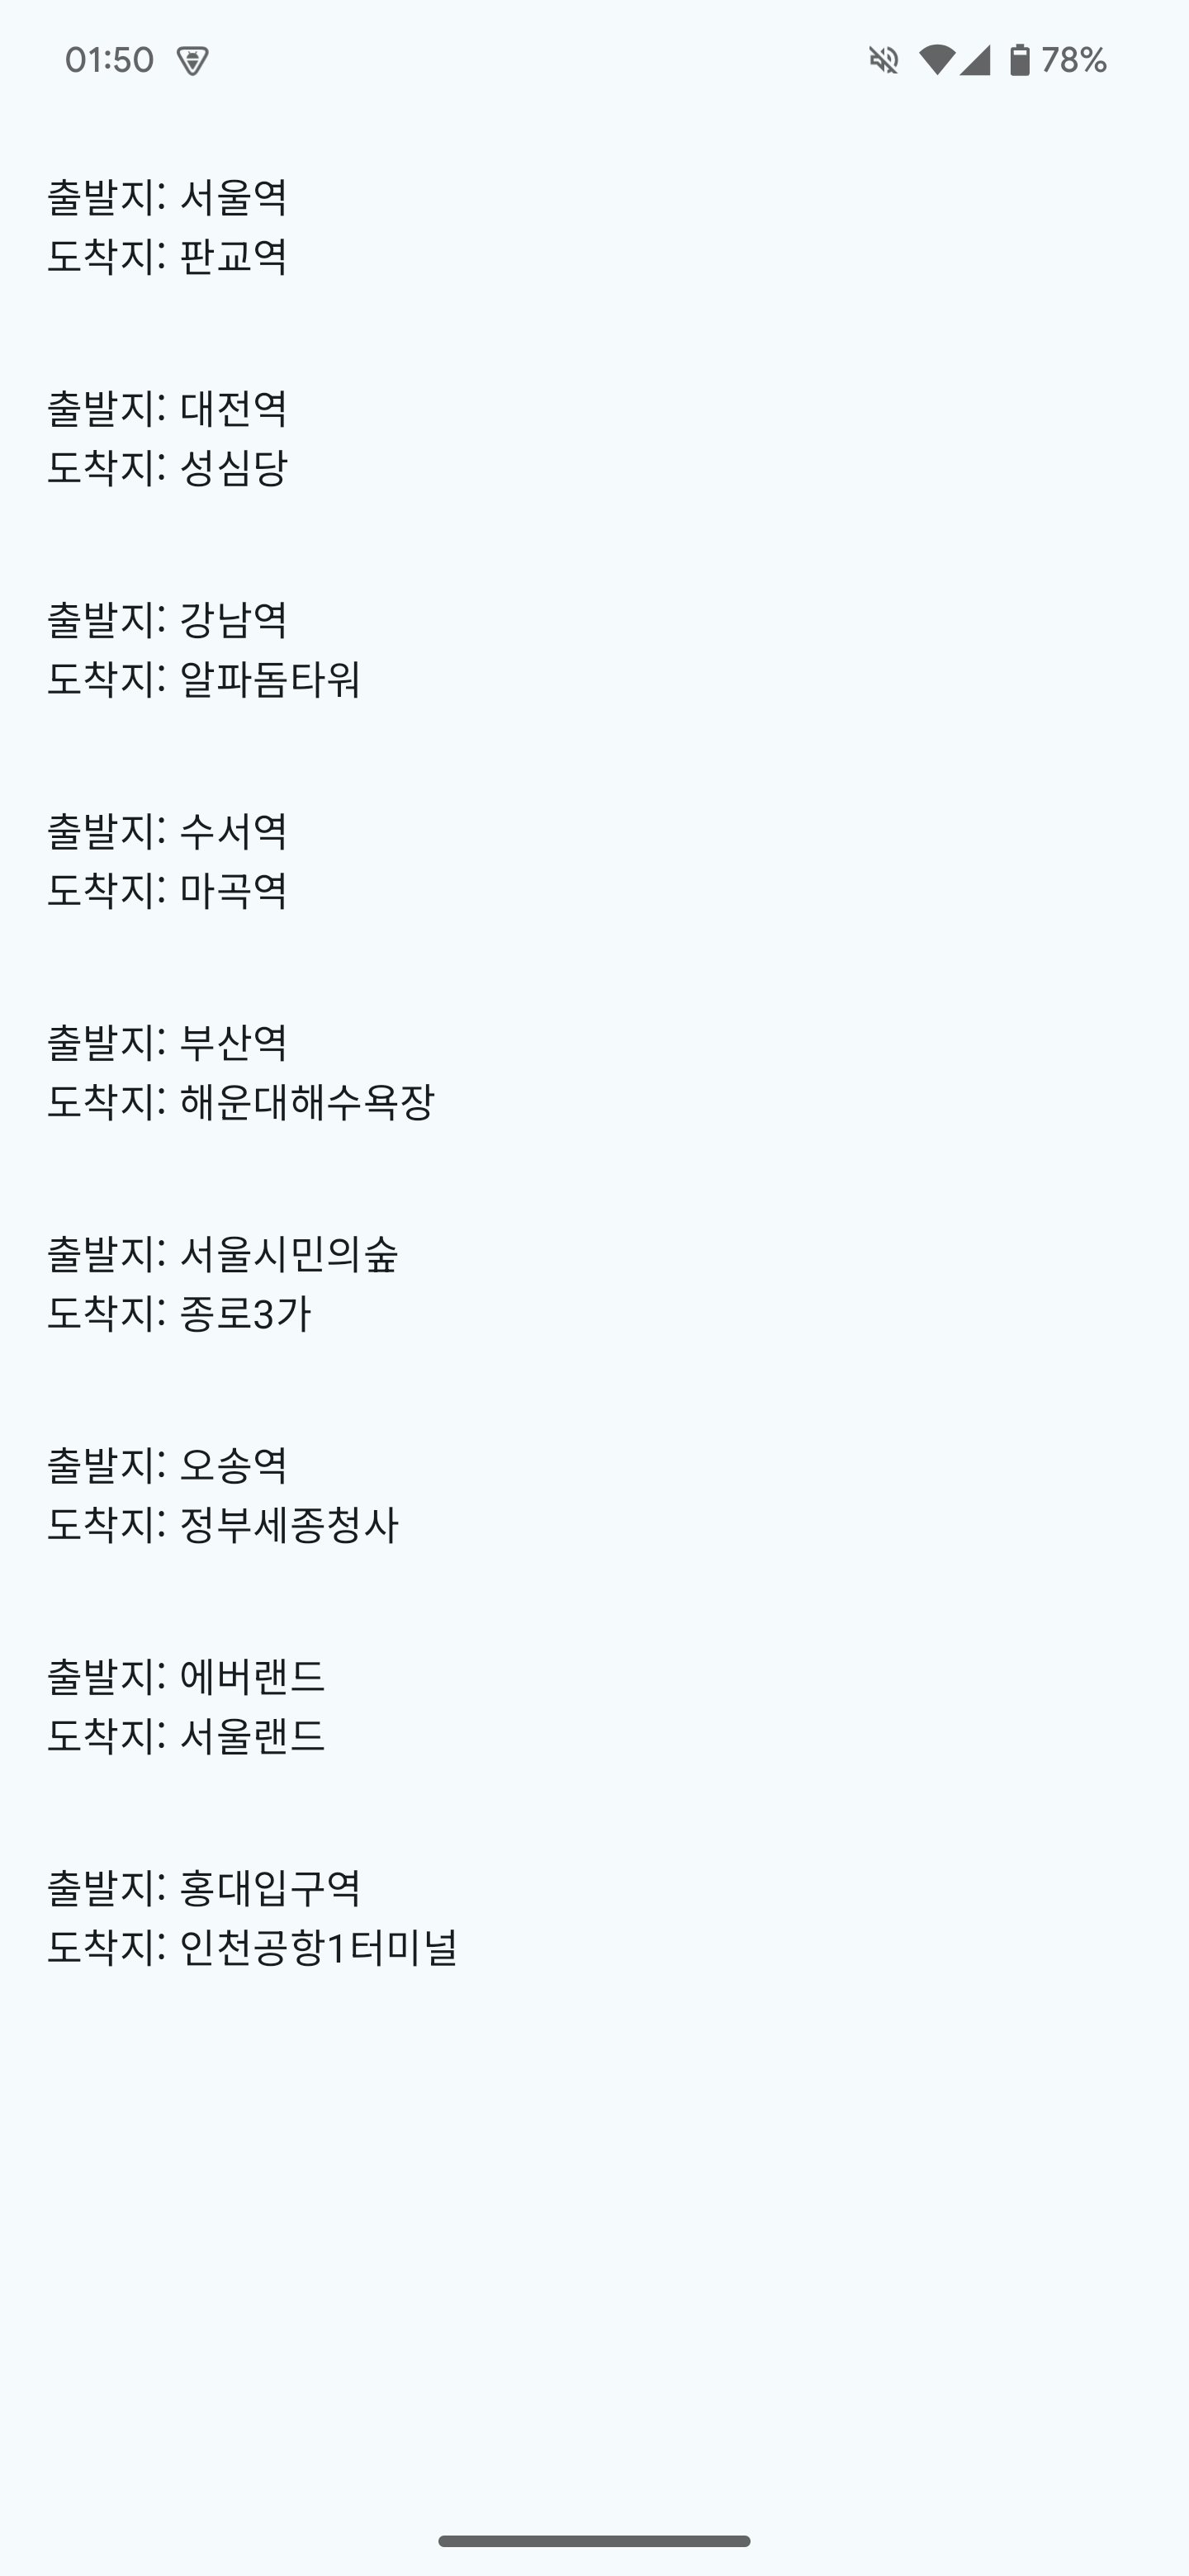 01:50
78%
출발지: 서울역
도착지: 판교역
출발지: 대전역
도착지: 성심당
출발지: 강남역
도착지: 알파돔타워
출발지: 수서역
도착지: 마곡역
출발지: 부산역
도착지: 해운대해수욕장
출발지: 서울시민의숲
도착지: 종로3가
출발지: 오송역
도착지: 정부세종청사
출발지: 에버랜드
도착지: 서울랜드
출발지: 홍대입구역
도착지: 인천공항1터미널